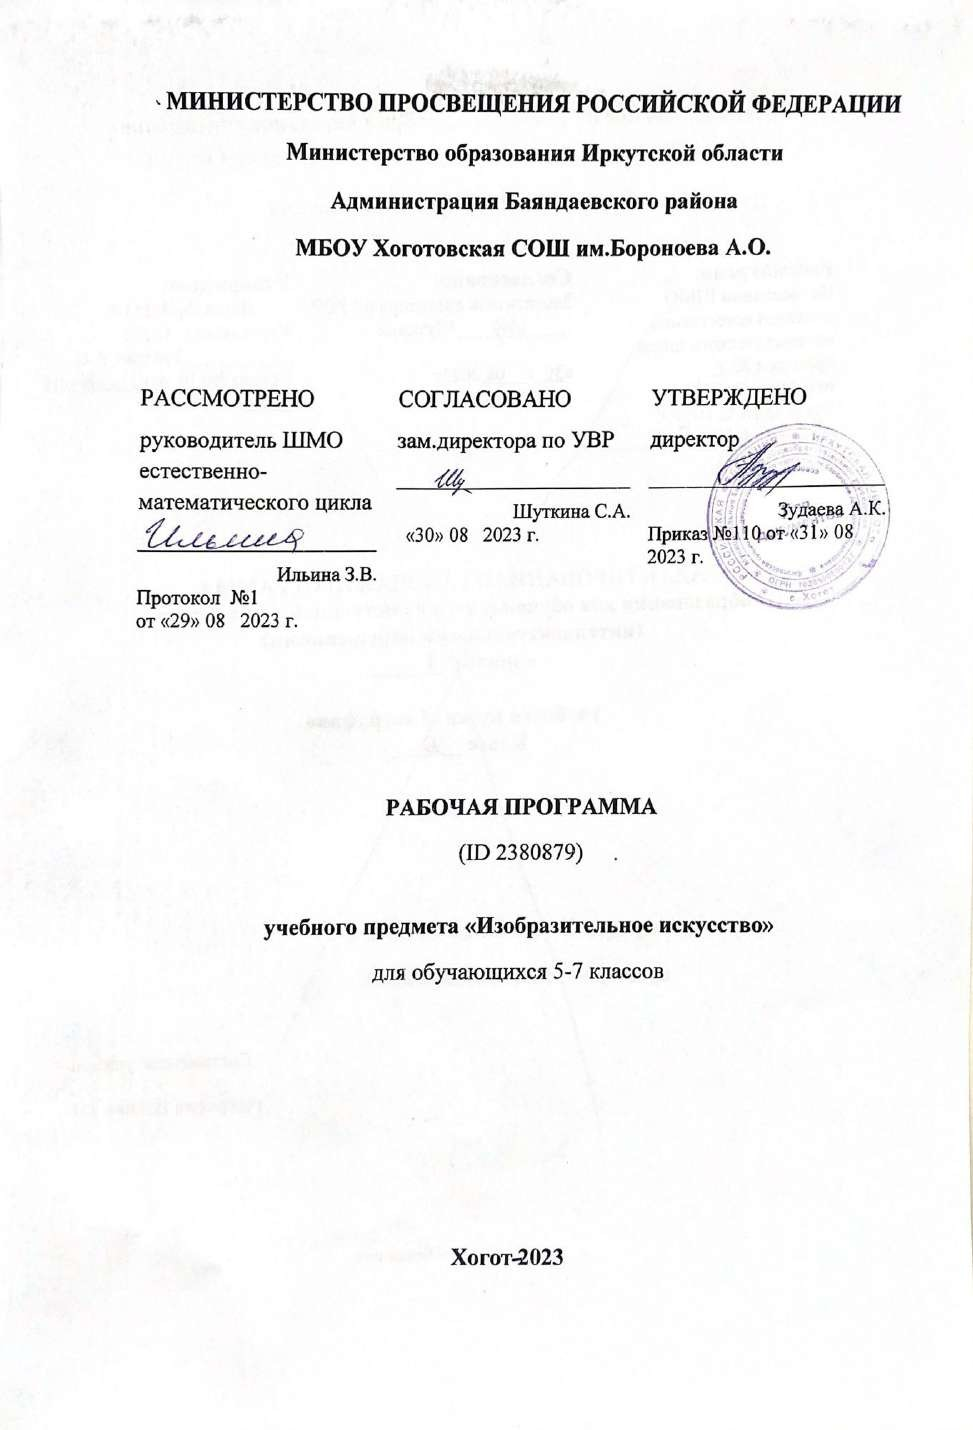 МИНИСТЕРСТВО ПРОСВЕЩЕНИЯ РОССИЙСКОЙ ФЕДЕРАЦИИ
Министерство образования Иркутской области
Администрация Баяндаевского района
МБОУ Хоготовская СОШ им.Бороноева А.О.
РАССМОТРЕНО
руководитель ШМО
естественно-
математического цикла
Ильина
Ильина З.В.
Протокол №1
от «29» 08 2023 г.
СОГЛАСОВАНО
зам.директора по УВР
Шуткина С.А.
«30» 08 2023 г.
УТВЕРЖДЕНО
директор
Зудаева А.К.
Приказ №110 от «31» 08
2023 г.
РАБОЧАЯ ПРОГРАММА
(ID 2380879)
учебного предмета «Изобразительное искусство»
для обучающихся 5-7 классов
Хогот-2023